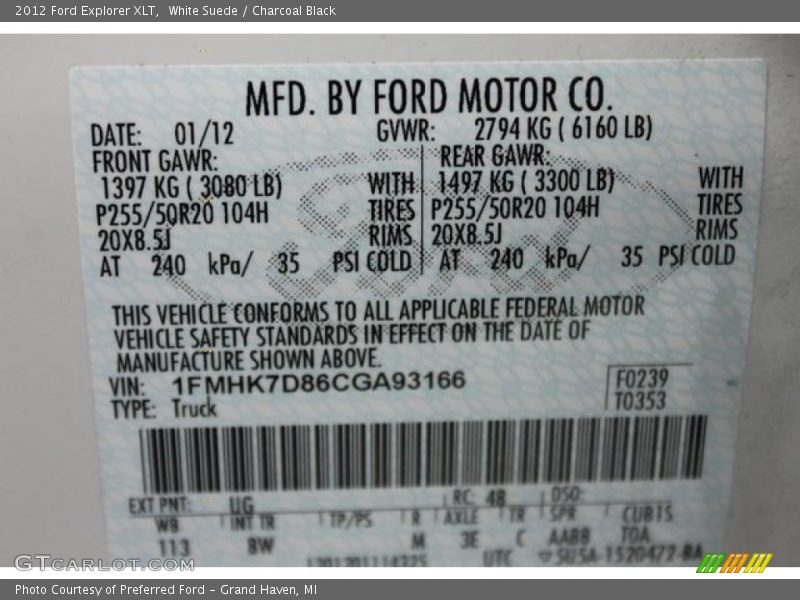 2012 Ford Explorer XLT,  White Suede / Charcoal Black
MFD. BY FORD MOTOR CO.
DATE: 01/12 GVWR: 2794 KG ( 6160 LB)
FRONT GAWR: REAR GAWR:
1397 KG ( 3080 LB) WITH 1497 KG ( 3300 LB) WITH
P255/50R20 104H TIRES P255/50R20 104H TIRES
20X8.5J RIMS 20X8.5J RIMS
AT 240 kPa/ 35 PSI COLD AT 240 kPa/ 35 PSI COLD
THIS VEHICLE CONFORMS TO ALL APPLICABLE FEDERAL MOTOR
VEHICLE SAFETY STANDARDS IN EFFECT ON THE DATE OF
MANUFACTURE SHOWN ABOVE.
VIN: 1FMHK7D86CGA93166 F0239
TYPE: Truck T0353
EXT PNT: UG RC: 48 DSO:
WB INT TR TP/PS R AXLE TR SPR
113 BW M 3E C AABB
UTC
GTCARLOT.COM
Photo Courtesy of Preferred Ford – Grand Haven, MI